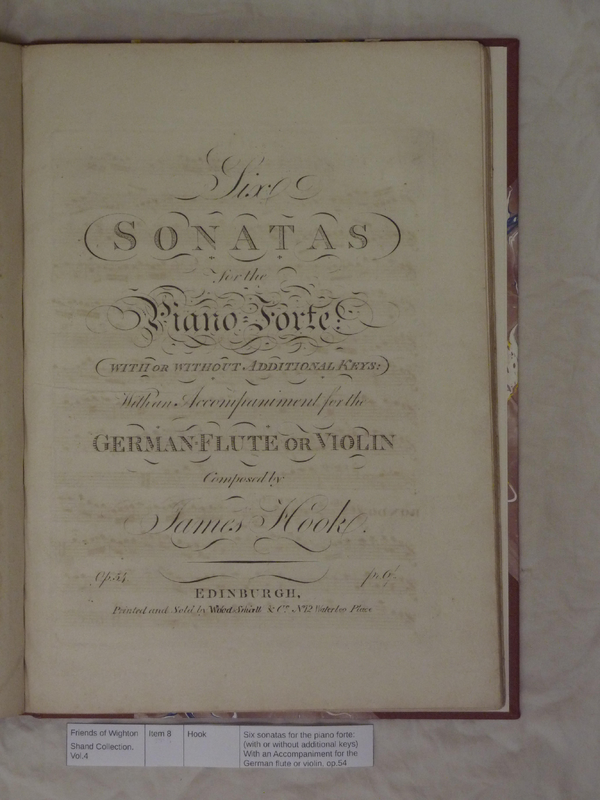 Six
SONATAS
for the
Piano=Forte:
(WITH OR WITHOUT ADDITIONAL KEYS:)
With an Accompaniment for the
GERMAN-FLUTE OR VIOLIN
Composed by
James Hook.
Op. 54 pr. 6/
EDINBURGH,
Printed and Sold by Wood Small & Co. No. 12 Waterloo Place
Friends of Wighton
Shand Collection.
Vol.4
Item 8
Hook
Six sonatas for the piano forte:
(with or without additional keys)
With an Accompaniment for the
German flute or violin, op.54